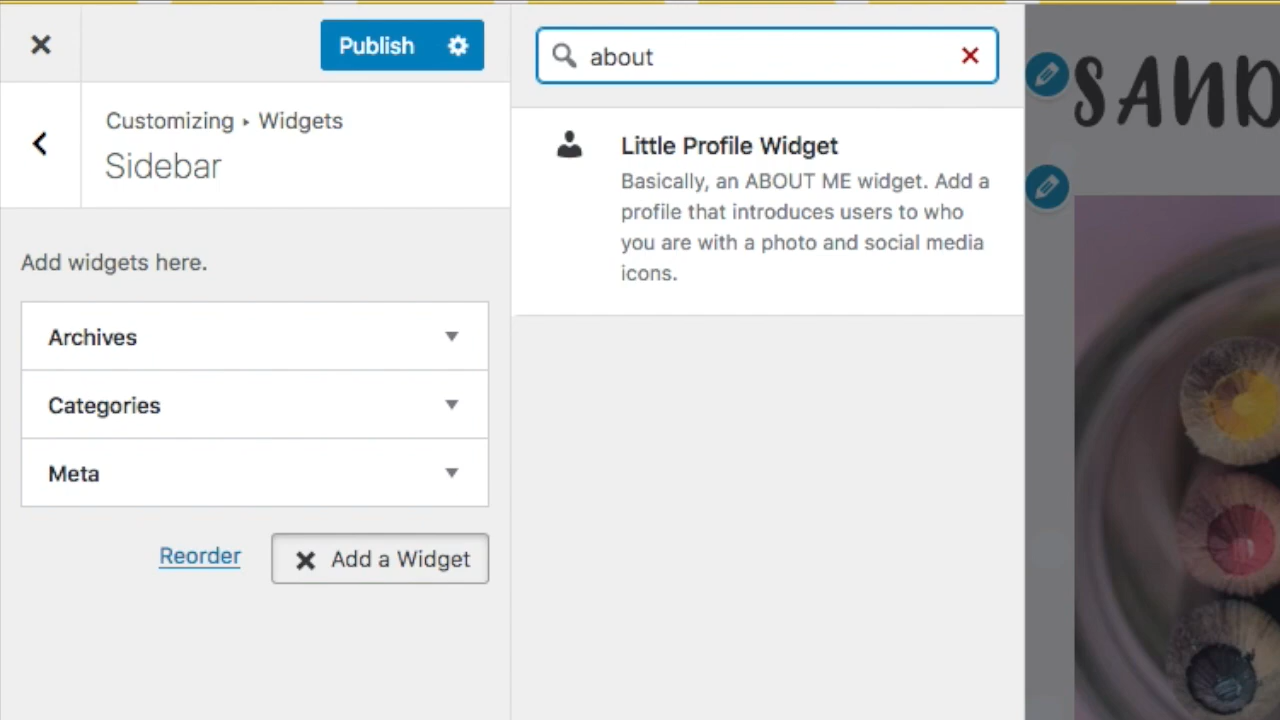 Publish
Customizing ▸ Widgets
Sidebar
Add widgets here.
Archives
Categories
Meta
Reorder
Add a Widget
about
Little Profile Widget
Basically, an ABOUT ME widget. Add a
profile that introduces users to who
you are with a photo and social media
icons.
SAND